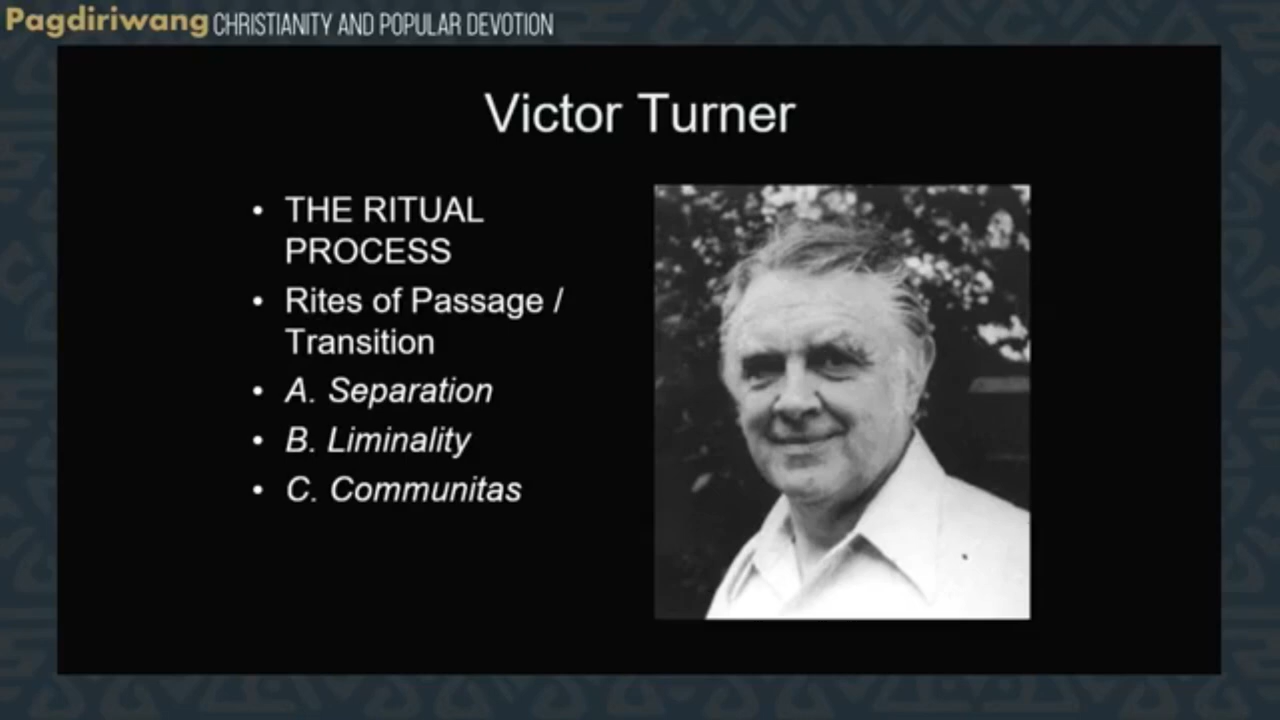 Pagdiriwang CHRISTIANITY AND POPULAR DEVOTION
Victor Turner
• THE RITUAL
PROCESS
• Rites of Passage /
Transition
• A. Separation
• B. Liminality
• C. Communitas